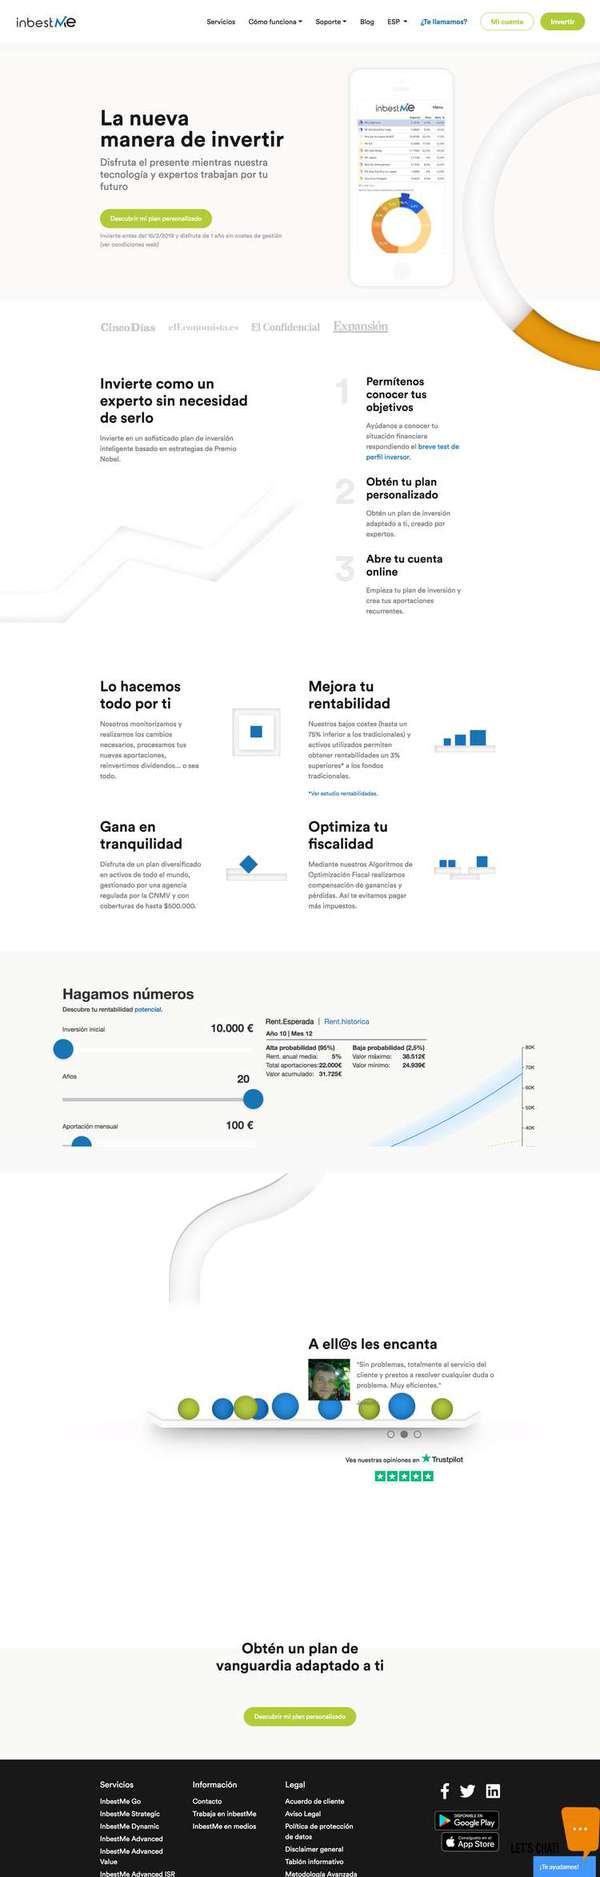 inbestMe
Servicios Cómo funciona Soporte Blog ESP ¿Te llamamos? Mi cuenta Invertir
La nueva
manera de invertir
Disfruta el presente mientras nuestra
tecnología y expertos trabajan por tu
futuro
Descubrir mi plan personalizado
Invierte antes del 15/2/2019 y disfruta de 1 año sin costes de gestión
(ver condiciones web)
inbestMe Menu
CincoDías elEconomista.es El Confidencial Expansión
Invierte como un
experto sin necesidad
de serlo
Invierte en un sofisticado plan de inversión
inteligente basado en estrategias de Premio
Nobel.
1 Permítenos
conocer tus
objetivos
Ayúdanos a conocer tu
situación financiera
respondiendo el breve test de
perfil inversor.
2 Obtén tu plan
personalizado
Obtén un plan de inversión
adaptado a ti, creado por
expertos.
3 Abre tu cuenta
online
Empieza tu plan de inversión y
crea tus aportaciones
recurrentes.
Lo hacemos
todo por ti
Nosotros monitorizamos y
realizamos los cambios
necesarios, procesamos tus
nuevas aportaciones,
reinvertimos dividendos... o sea
todo.
Mejora tu
rentabilidad
Nuestros bajos costes (hasta un
75% inferior a los tradicionales) y
activos utilizados permiten
obtener rentabilidades un 3%
superiores* a los fondos
tradicionales.
*Ver estudio rentabilidades.
Gana en
tranquilidad
Disfruta de un plan diversificado
en activos de todo el mundo,
gestionado por una agencia
regulada por la CNMV y con
coberturas de hasta $500.000.
Optimiza tu
fiscalidad
Mediante nuestros Algoritmos de
Optimización Fiscal realizamos
compensación de ganancias y
pérdidas. Así te evitamos pagar
más impuestos.
Hagamos números
Descubre tu rentabilidad potencial.
Inversión inicial 10.000 €
Años 20
Aportación mensual 100 €
Rent.Esperada | Rent.historica
Año 10 | Mes 12
Alta probabilidad (95%) Baja probabilidad (2,5%)
Rent. anual media: 5% Valor máximo: 38.512€
Total aportaciones: 22.000€ Valor mínimo: 24.939€
Valor acumulado: 31.725€
80K
70K
60K
50K
40K
A ell@s les encanta
"Sin problemas, totalmente al servicio del
cliente y prestos a resolver cualquier duda o
problema. Muy eficientes."
Vea nuestras opiniones en Trustpilot
Obtén un plan de
vanguardia adaptado a ti
Descubrir mi plan personalizado
Servicios
InbestMe Go
InbestMe Strategic
InbestMe Dynamic
InbestMe Advanced
InbestMe Advanced
Value
InbestMe Advanced ISR
Información
Contacto
Trabaja en inbestMe
InbestMe en medios
Legal
Acuerdo de cliente
Aviso Legal
Política de protección
de datos
Disclaimer general
Tablón informativo
Metodología Avanzada
DISPONIBLE EN
Google Play
Consíguelo en el
App Store
LET'S CHAT!
¡Te ayudamos!